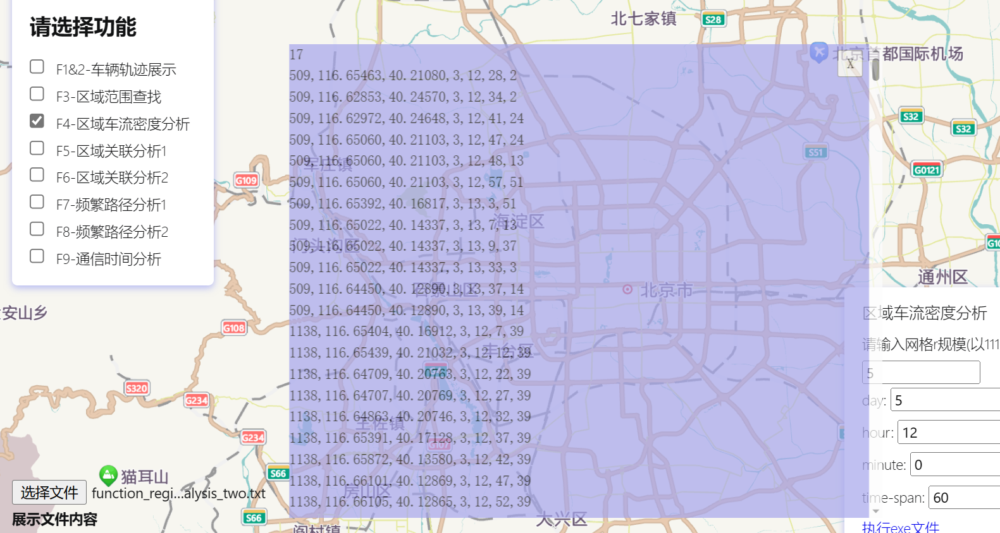 请选择功能
F1&2-车辆轨迹展示
F3-区域范围查找
F4-区域车流密度分析
F5-区域关联分析1
F6-区域关联分析2
F7-频繁路径分析1
F8-频繁路径分析2
F9-通信时间分析
17
509,116.65463,40.21080,3,12,28,2
509,116.62853,40.24570,3,12,34,2
509,116.62972,40.24648,3,12,41,24
509,116.65060,40.21103,3,12,47,24
509,116.65060,40.21103,3,12,48,13
509,116.65060,40.21103,3,12,57,51
509,116.65392,40.16817,3,13,3,51
509,116.65022,40.14337,3,13,7,13
509,116.65022,40.14337,3,13,9,37
509,116.65022,40.14337,3,13,33,3
509,116.64450,40.12890,3,13,37,14
509,116.64450,40.12890,3,13,39,14
1138,116.65404,40.16912,3,12,7,39
1138,116.65439,40.21032,3,12,12,39
1138,116.64709,40.20763,3,12,22,39
1138,116.64707,40.20769,3,12,27,39
1138,116.64863,40.20746,3,12,32,39
1138,116.65391,40.17128,3,12,37,39
1138,116.65872,40.13580,3,12,42,39
1138,116.66101,40.12869,3,12,47,39
1138,116.66105,40.12865,3,12,52,39
X
北七家镇
S28
北京首都国际机场
S32
S32
S51
G0121
军庄镇
G109
海淀区
门头沟区
G10
通州区
石景山区
北京市
安山乡
G108
丰台区
S320
G234
王佐镇
G234
G107
猫耳山
S66
房山区
S66
阎村镇
大兴区
区域车流密度分析
请输入网格r规模(以111
5
day: 5
hour: 12
minute: 0
time-span: 60
执行exe文件
选择文件 function_regi...alysis_two.txt
展示文件内容